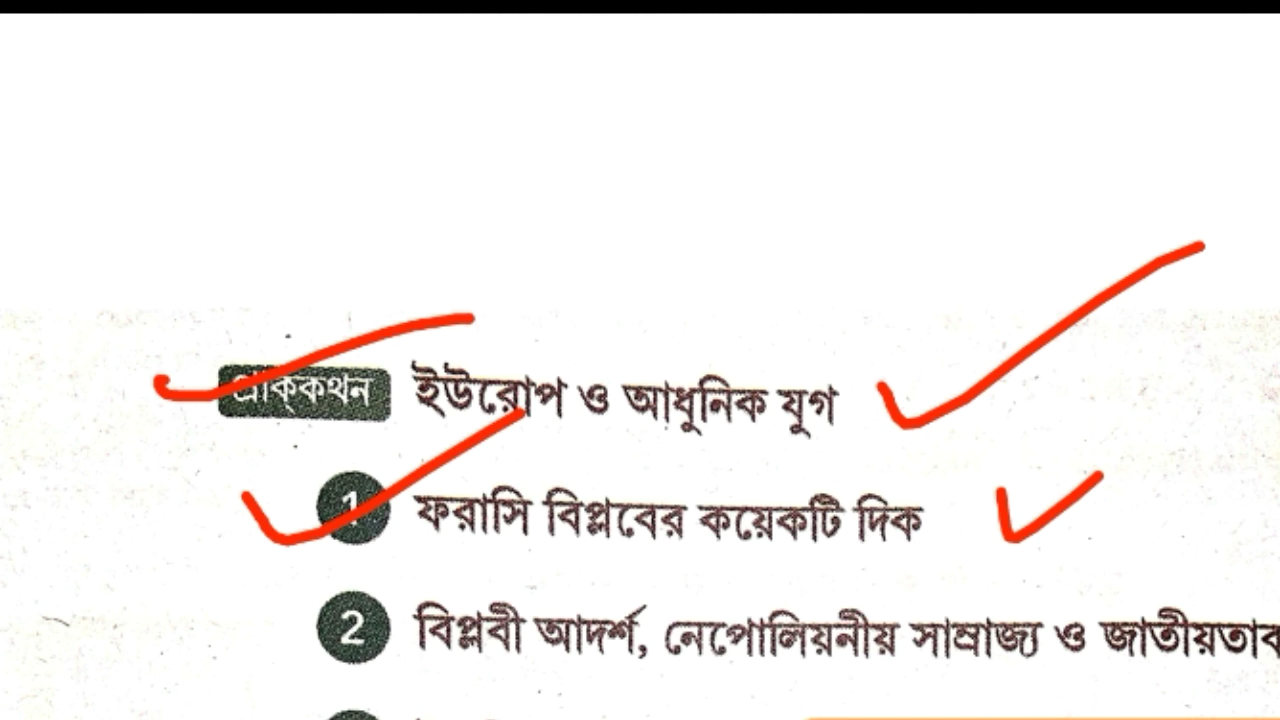 প্রাক্‌কথন ইউরোপ ও আধুনিক যুগ
1 ফরাসি বিপ্লবের কয়েকটি দিক
2 বিপ্লবী আদর্শ, নেপোলিয়নীয় সাম্রাজ্য ও